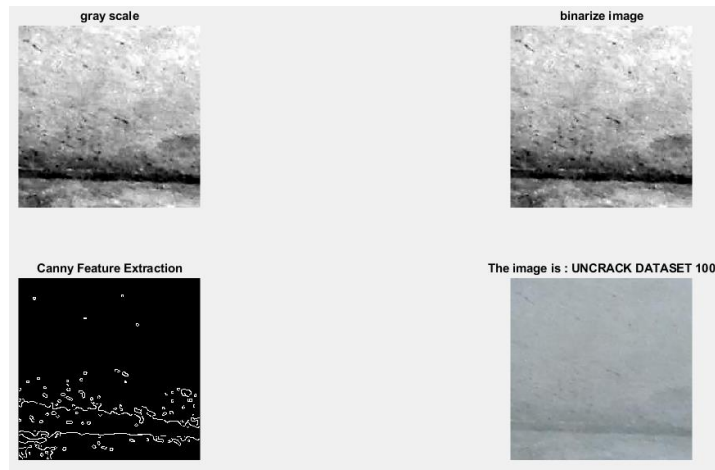 gray scale
binarize image
Canny Feature Extraction
The image is : UNCRACK DATASET 100